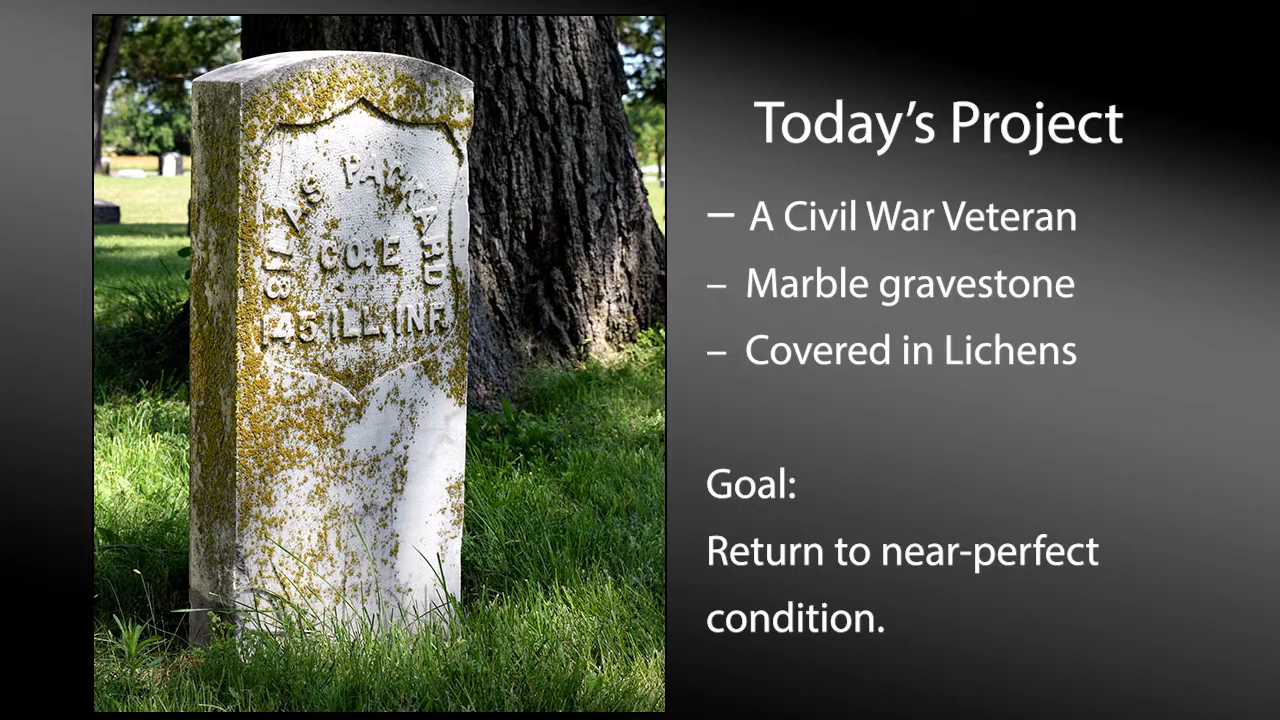 SILAS PACKARD
CO. E
145 ILL. INF.
Today's Project
– A Civil War Veteran
– Marble gravestone
– Covered in Lichens
Goal:
Return to near-perfect
condition.